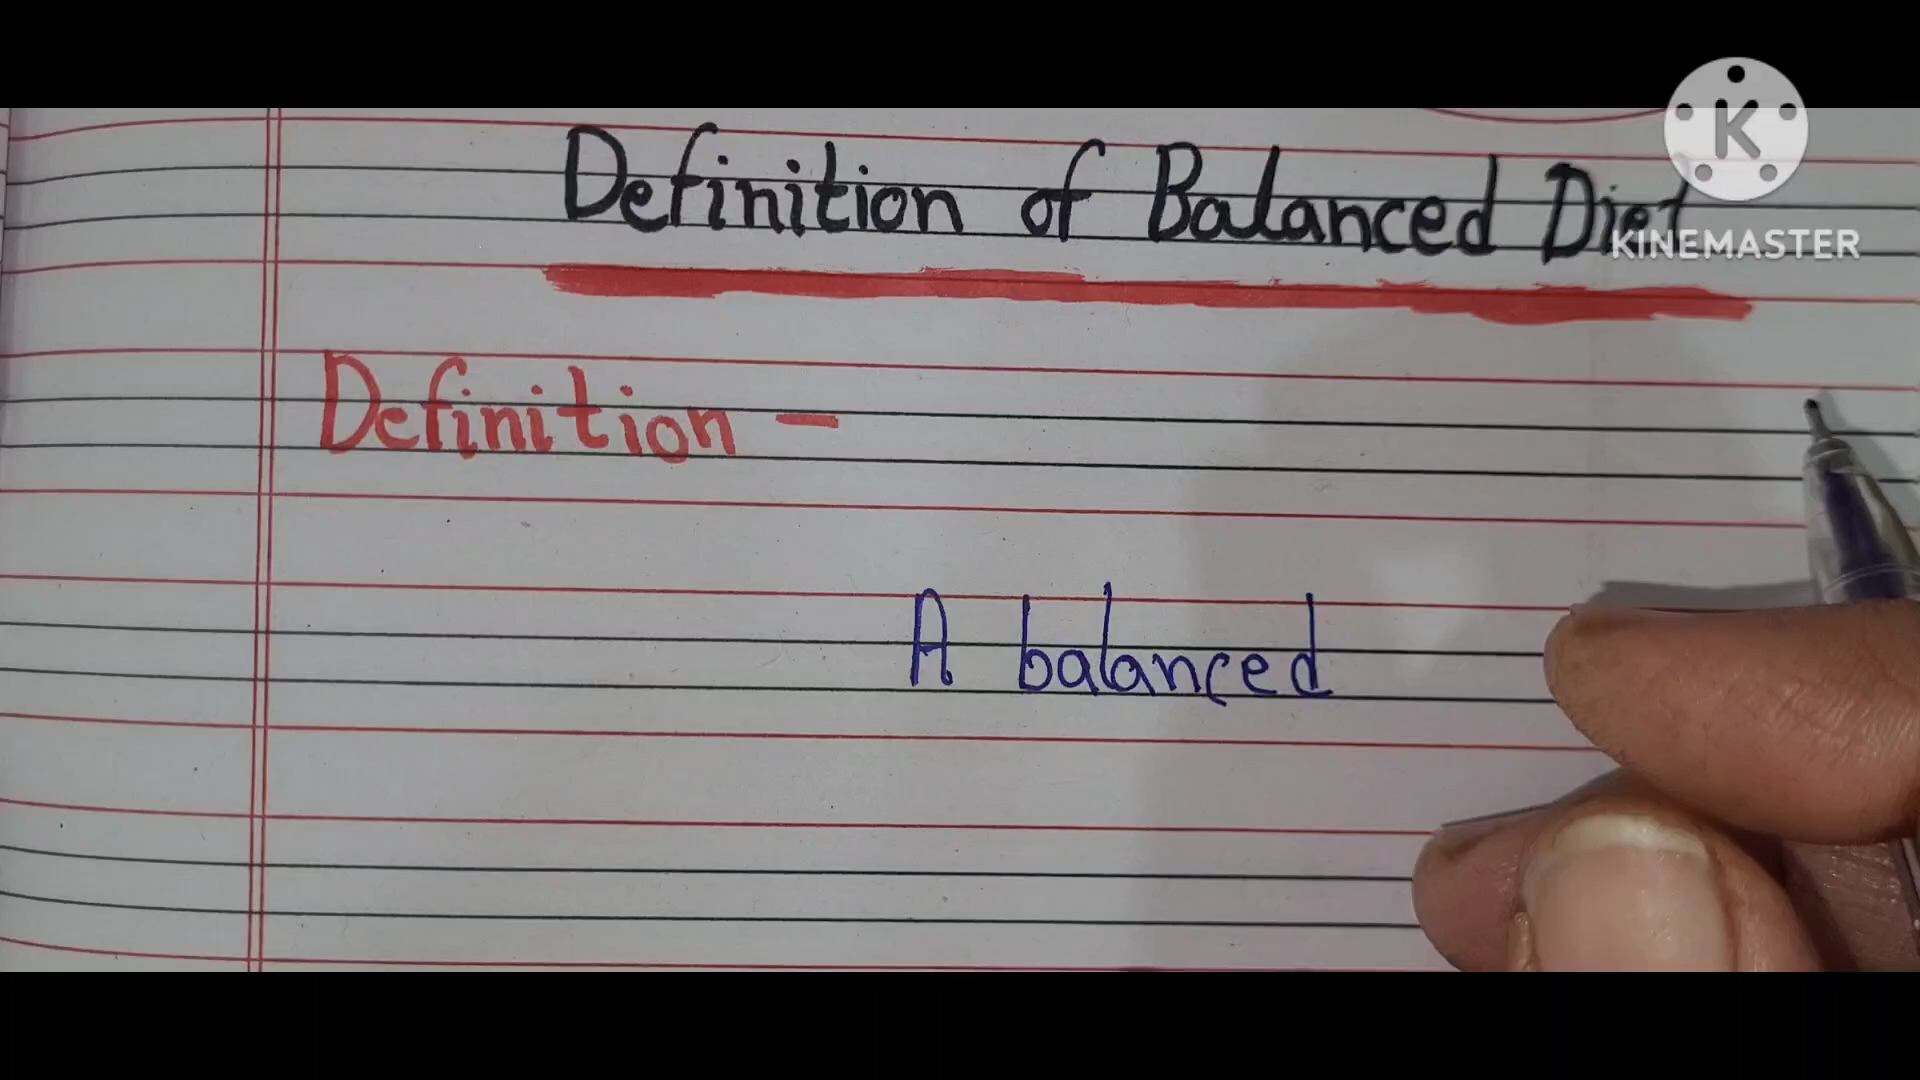 Definition of Balanced Diet
K
KINEMASTER
Definition —
A balanced